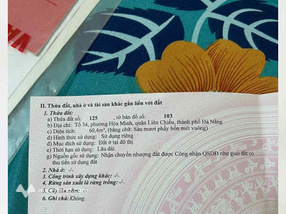 II. Thửa đất, nhà ở và tài sản khác gắn liền với đất
1. Thửa đất:
a) Thửa đất số: 125 , tờ bản đồ số: 103
b) Địa chỉ: Tổ 34, phường Hòa Minh, quận Liên Chiểu, thành phố Đà Nẵng
c) Diện tích: 60,4m², (bằng chữ: Sáu mươi phẩy bốn mét vuông)
d) Hình thức sử dụng: Sử dụng riêng
đ) Mục đích sử dụng: Đất ở tại đô thị
e) Thời hạn sử dụng: Lâu dài
g) Nguồn gốc sử dụng: Nhận chuyển nhượng đất được Công nhận QSDĐ như giao đất có
thu tiền sử dụng đất
2. Nhà ở: -/-
3. Công trình xây dựng khác: -/-
4. Rừng sản xuất là rừng trồng: -/-
5. Cây lâu năm: -/-
6. Ghi chú: Không